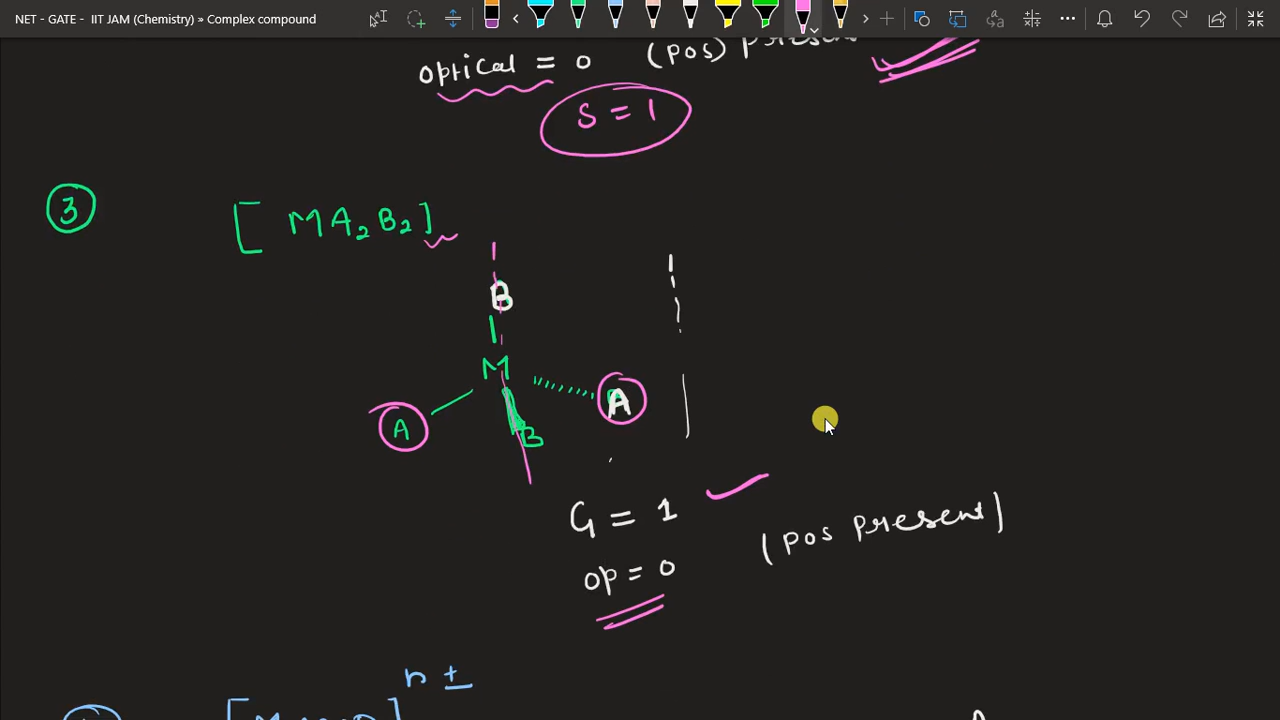 NET - GATE - IIT JAM (Chemistry) » Complex compound
optical = 0 (pos) present
S = 1
3 [ MA₂B₂]
B
M
A A
B
G = 1
op = 0 (pos present)
n ±